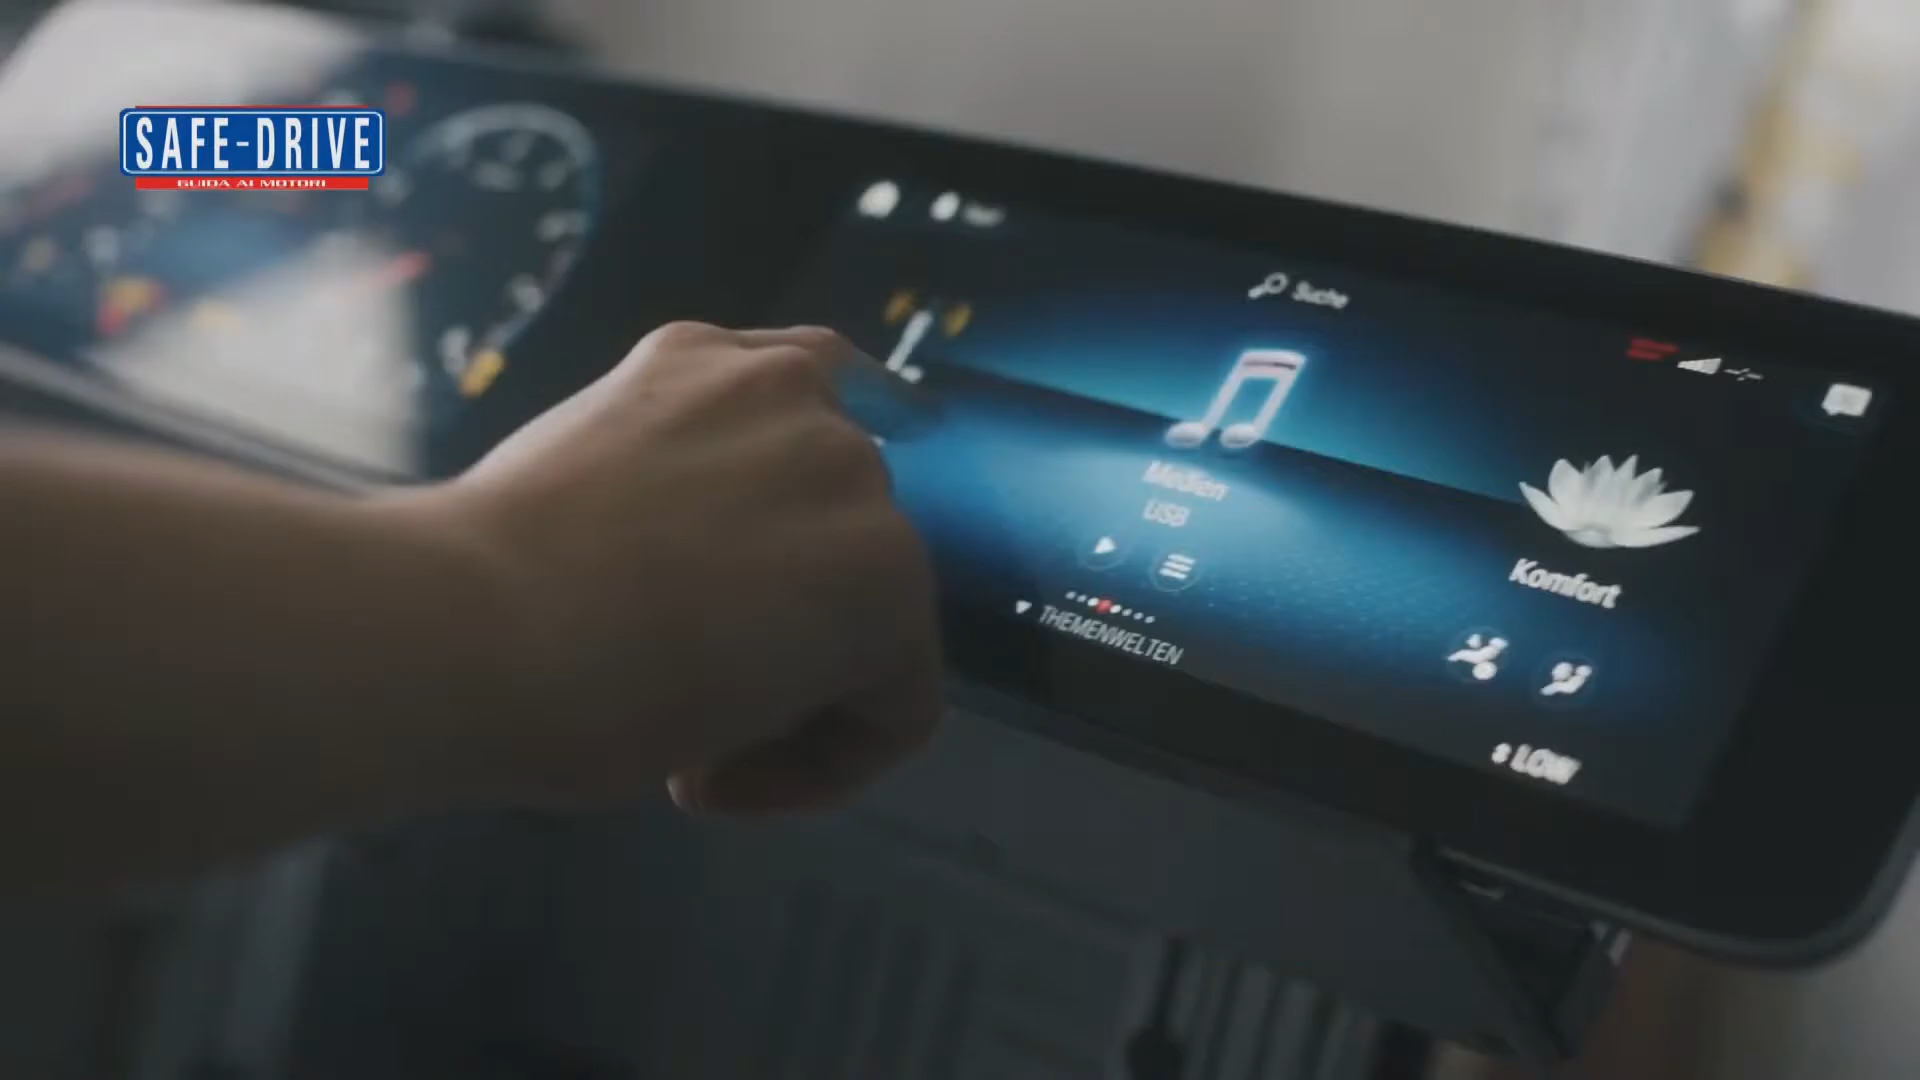 SAFE-DRIVE
GUIDA AI MOTORI
Suche
Medien
USB
Komfort
THEMENWELTEN
LOW